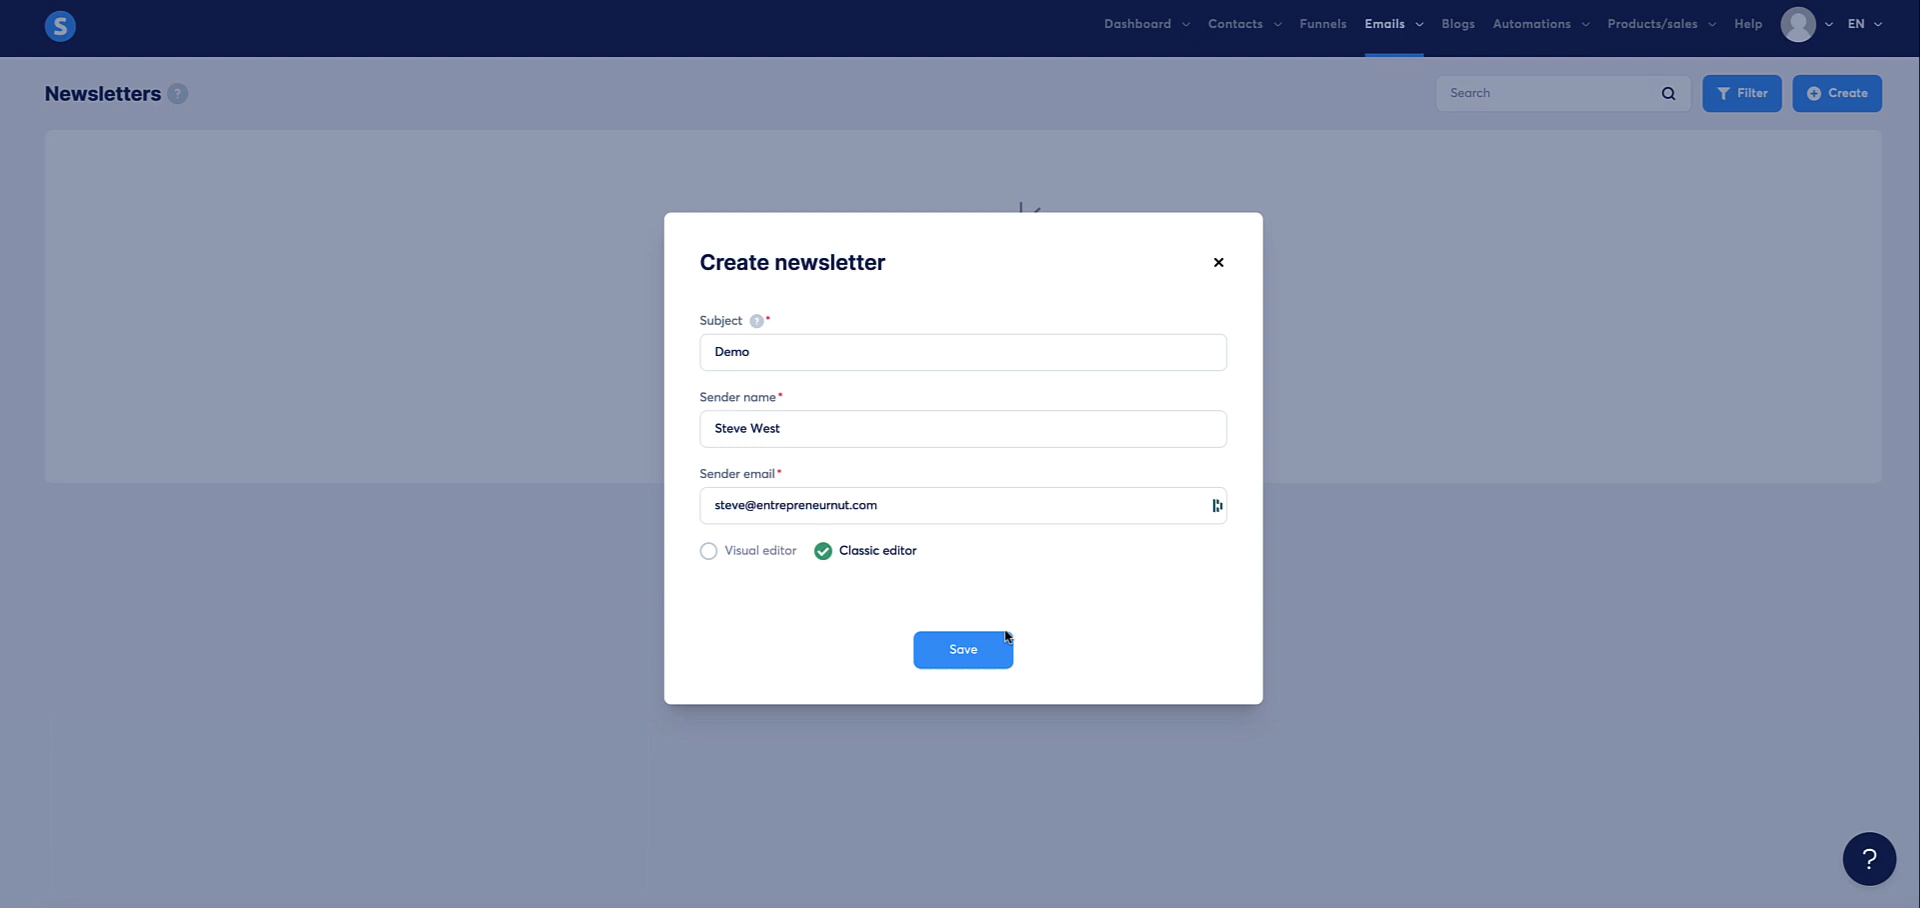 S
Dashboard Contacts Funnels Emails Blogs Automations Products/sales Help EN
Newsletters ?
Search
Filter
Create
Create newsletter
Subject ? *
Demo
Sender name *
Steve West
Sender email *
steve@entrepreneurnut.com
Visual editor Classic editor
Save
?